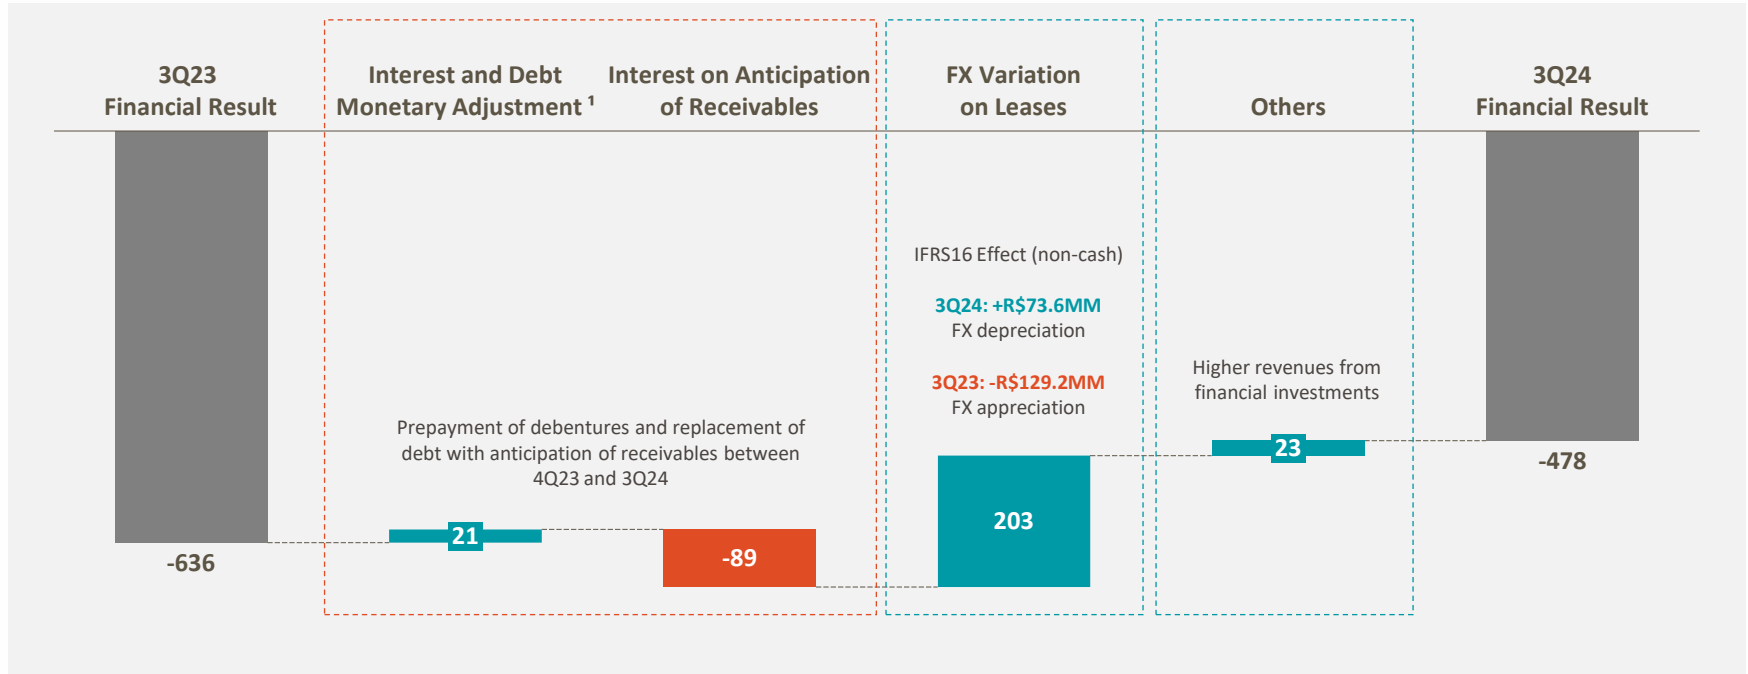 3Q23
Financial Result
-636
Interest and Debt
Monetary Adjustment ¹
21
Interest on Anticipation
of Receivables
-89
Prepayment of debentures and replacement of
debt with anticipation of receivables between
4Q23 and 3Q24
FX Variation
on Leases
IFRS16 Effect (non-cash)
3Q24: +R$73.6MM
FX depreciation
3Q23: -R$129.2MM
FX appreciation
203
Others
Higher revenues from
financial investments
23
3Q24
Financial Result
-478